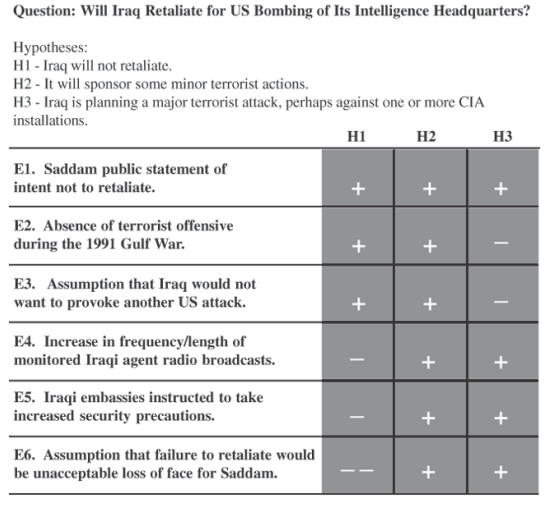 Question: Will Iraq Retaliate for US Bombing of Its Intelligence Headquarters?
Hypotheses:
H1 - Iraq will not retaliate.
H2 - It will sponsor some minor terrorist actions.
H3 - Iraq is planning a major terrorist attack, perhaps against one or more CIA
installations.
H1 H2 H3
E1. Saddam public statement of
intent not to retaliate. + + +
E2. Absence of terrorist offensive
during the 1991 Gulf War. + + −
E3. Assumption that Iraq would not
want to provoke another US attack. + + −
E4. Increase in frequency/length of
monitored Iraqi agent radio broadcasts. − + +
E5. Iraqi embassies instructed to take
increased security precautions. − + +
E6. Assumption that failure to retaliate would
be unacceptable loss of face for Saddam. − − + +